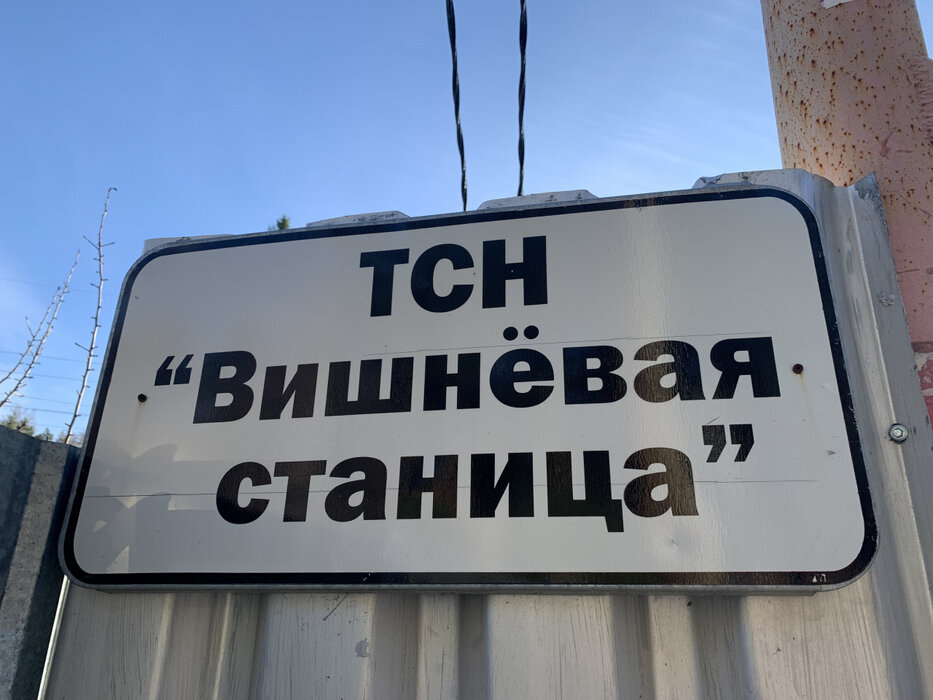 ТСН
“Вишнёвая
станица”